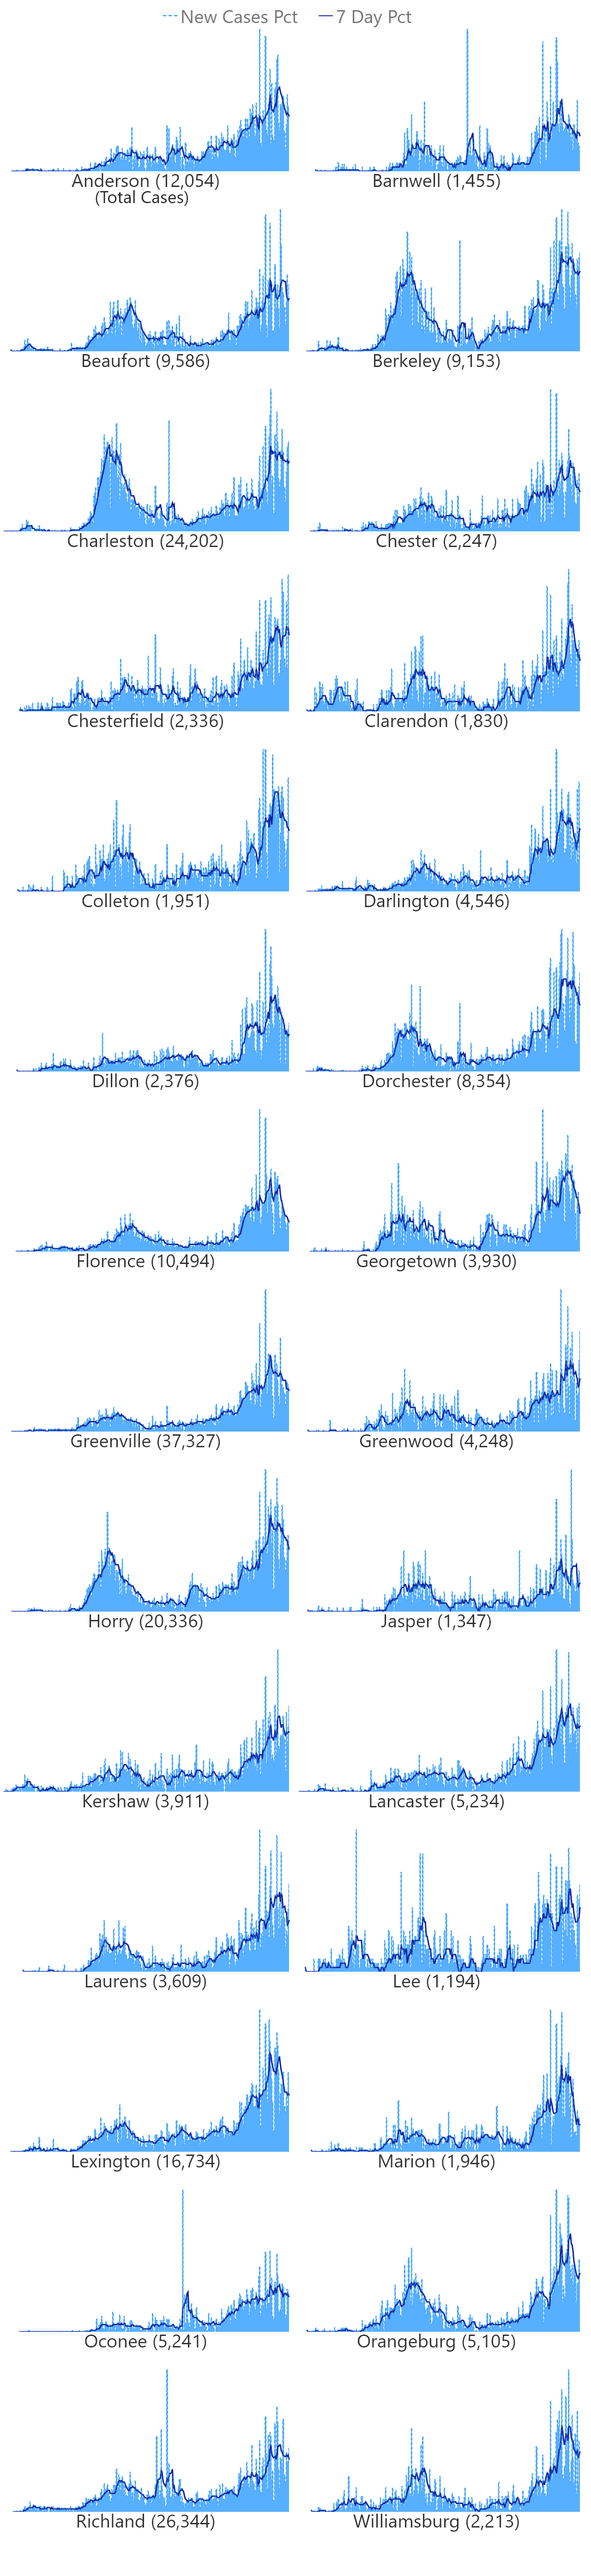 New Cases Pct 7 Day Pct
Anderson (12,054) Barnwell (1,455)
(Total Cases)
Beaufort (9,586) Berkeley (9,153)
Charleston (24,202) Chester (2,247)
Chesterfield (2,336) Clarendon (1,830)
Colleton (1,951) Darlington (4,546)
Dillon (2,376) Dorchester (8,354)
Florence (10,494) Georgetown (3,930)
Greenville (37,327) Greenwood (4,248)
Horry (20,336) Jasper (1,347)
Kershaw (3,911) Lancaster (5,234)
Laurens (3,609) Lee (1,194)
Lexington (16,734) Marion (1,946)
Oconee (5,241) Orangeburg (5,105)
Richland (26,344) Williamsburg (2,213)